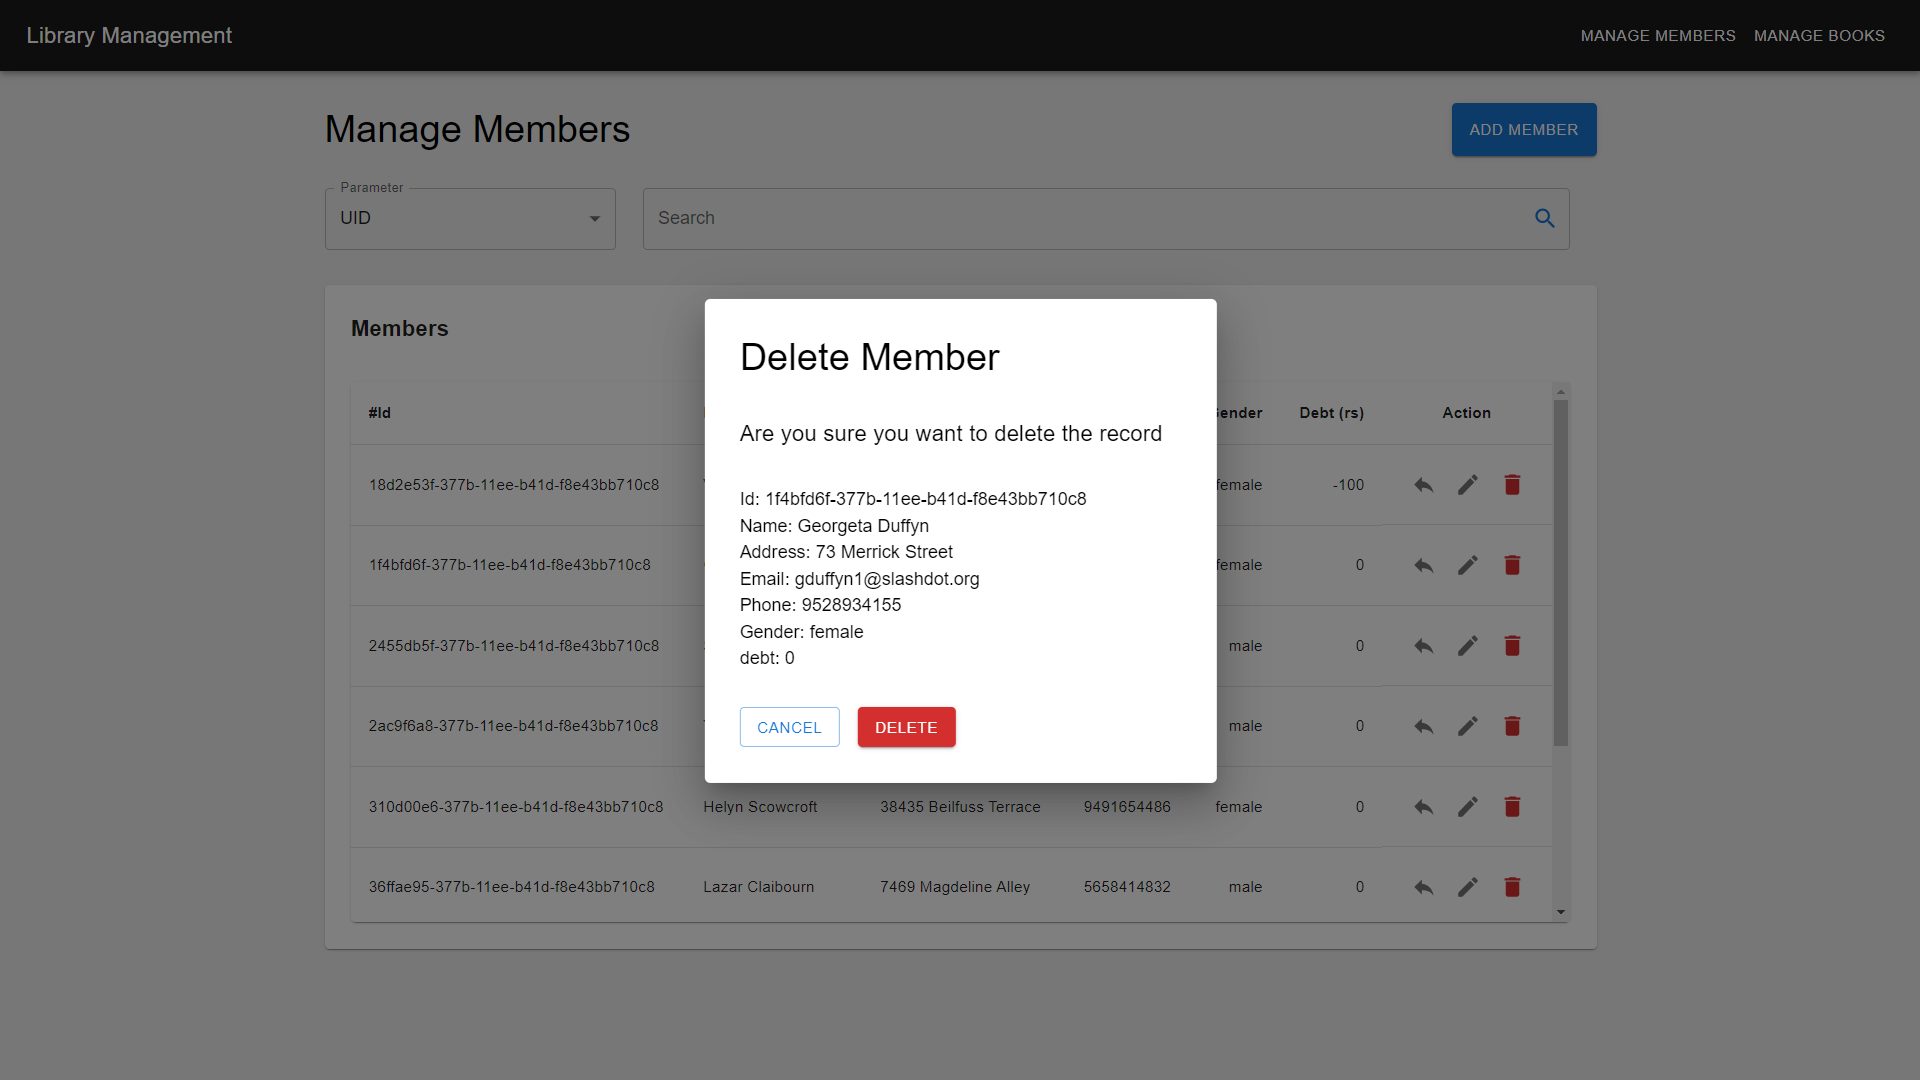 Library Management
MANAGE MEMBERS
MANAGE BOOKS
Manage Members
ADD MEMBER
Parameter
UID
Search
Members
#Id
Debt (rs)
Action
18d2e53f-377b-11ee-b41d-f8e43bb710c8 female -100
1f4bfd6f-377b-11ee-b41d-f8e43bb710c8 female 0
2455db5f-377b-11ee-b41d-f8e43bb710c8 male 0
2ac9f6a8-377b-11ee-b41d-f8e43bb710c8 male 0
310d00e6-377b-11ee-b41d-f8e43bb710c8 Helyn Scowcroft 38435 Beilfuss Terrace 9491654486 female 0
36ffae95-377b-11ee-b41d-f8e43bb710c8 Lazar Claibourn 7469 Magdeline Alley 5658414832 male 0
Delete Member
Are you sure you want to delete the record
Id: 1f4bfd6f-377b-11ee-b41d-f8e43bb710c8
Name: Georgeta Duffyn
Address: 73 Merrick Street
Email: gduffyn1@slashdot.org
Phone: 9528934155
Gender: female
debt: 0
CANCEL
DELETE